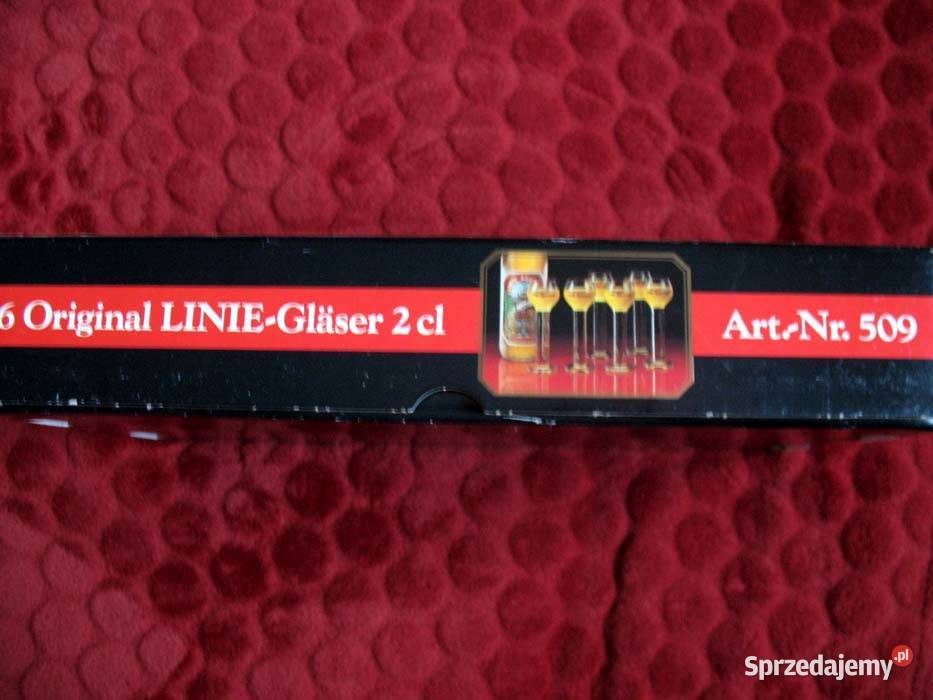 6 Original LINIE-Gläser 2 cl
Art.-Nr. 509
Sprzedajemy.pl